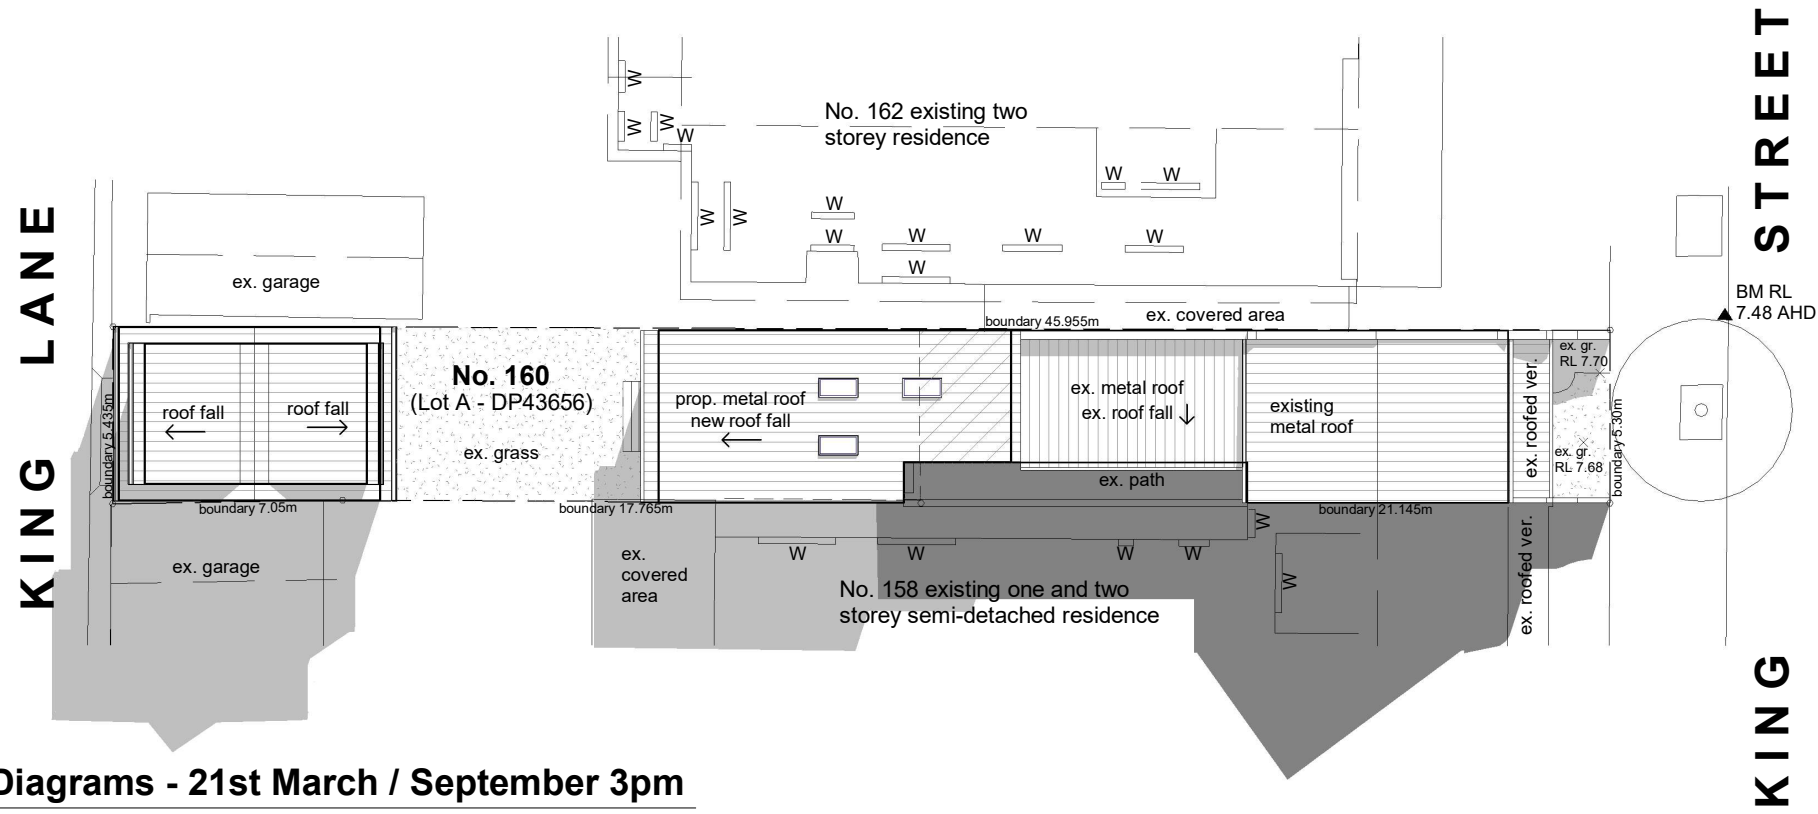 KING LANE
KING STREET
W
W
W
W
No. 162 existing two
storey residence
W
W
W
W
W
W
W
W
W
W
ex. garage
BM RL
7.48 AHD
boundary 45.955m
ex. covered area
ex. gr.
RL 7.70
No. 160
(Lot A - DP43656)
ex. grass
roof fall
roof fall
prop. metal roof
new roof fall
ex. metal roof
ex. roof fall
existing
metal roof
ex. roofed ver.
boundary 5.435m
boundary 5.30m
ex. gr.
RL 7.68
ex. path
boundary 7.05m
boundary 17.765m
boundary 21.145m
W
W
W
W
W
W
ex. garage
ex.
covered
area
No. 158 existing one and two
storey semi-detached residence
ex. roofed ver.
Diagrams - 21st March / September 3pm